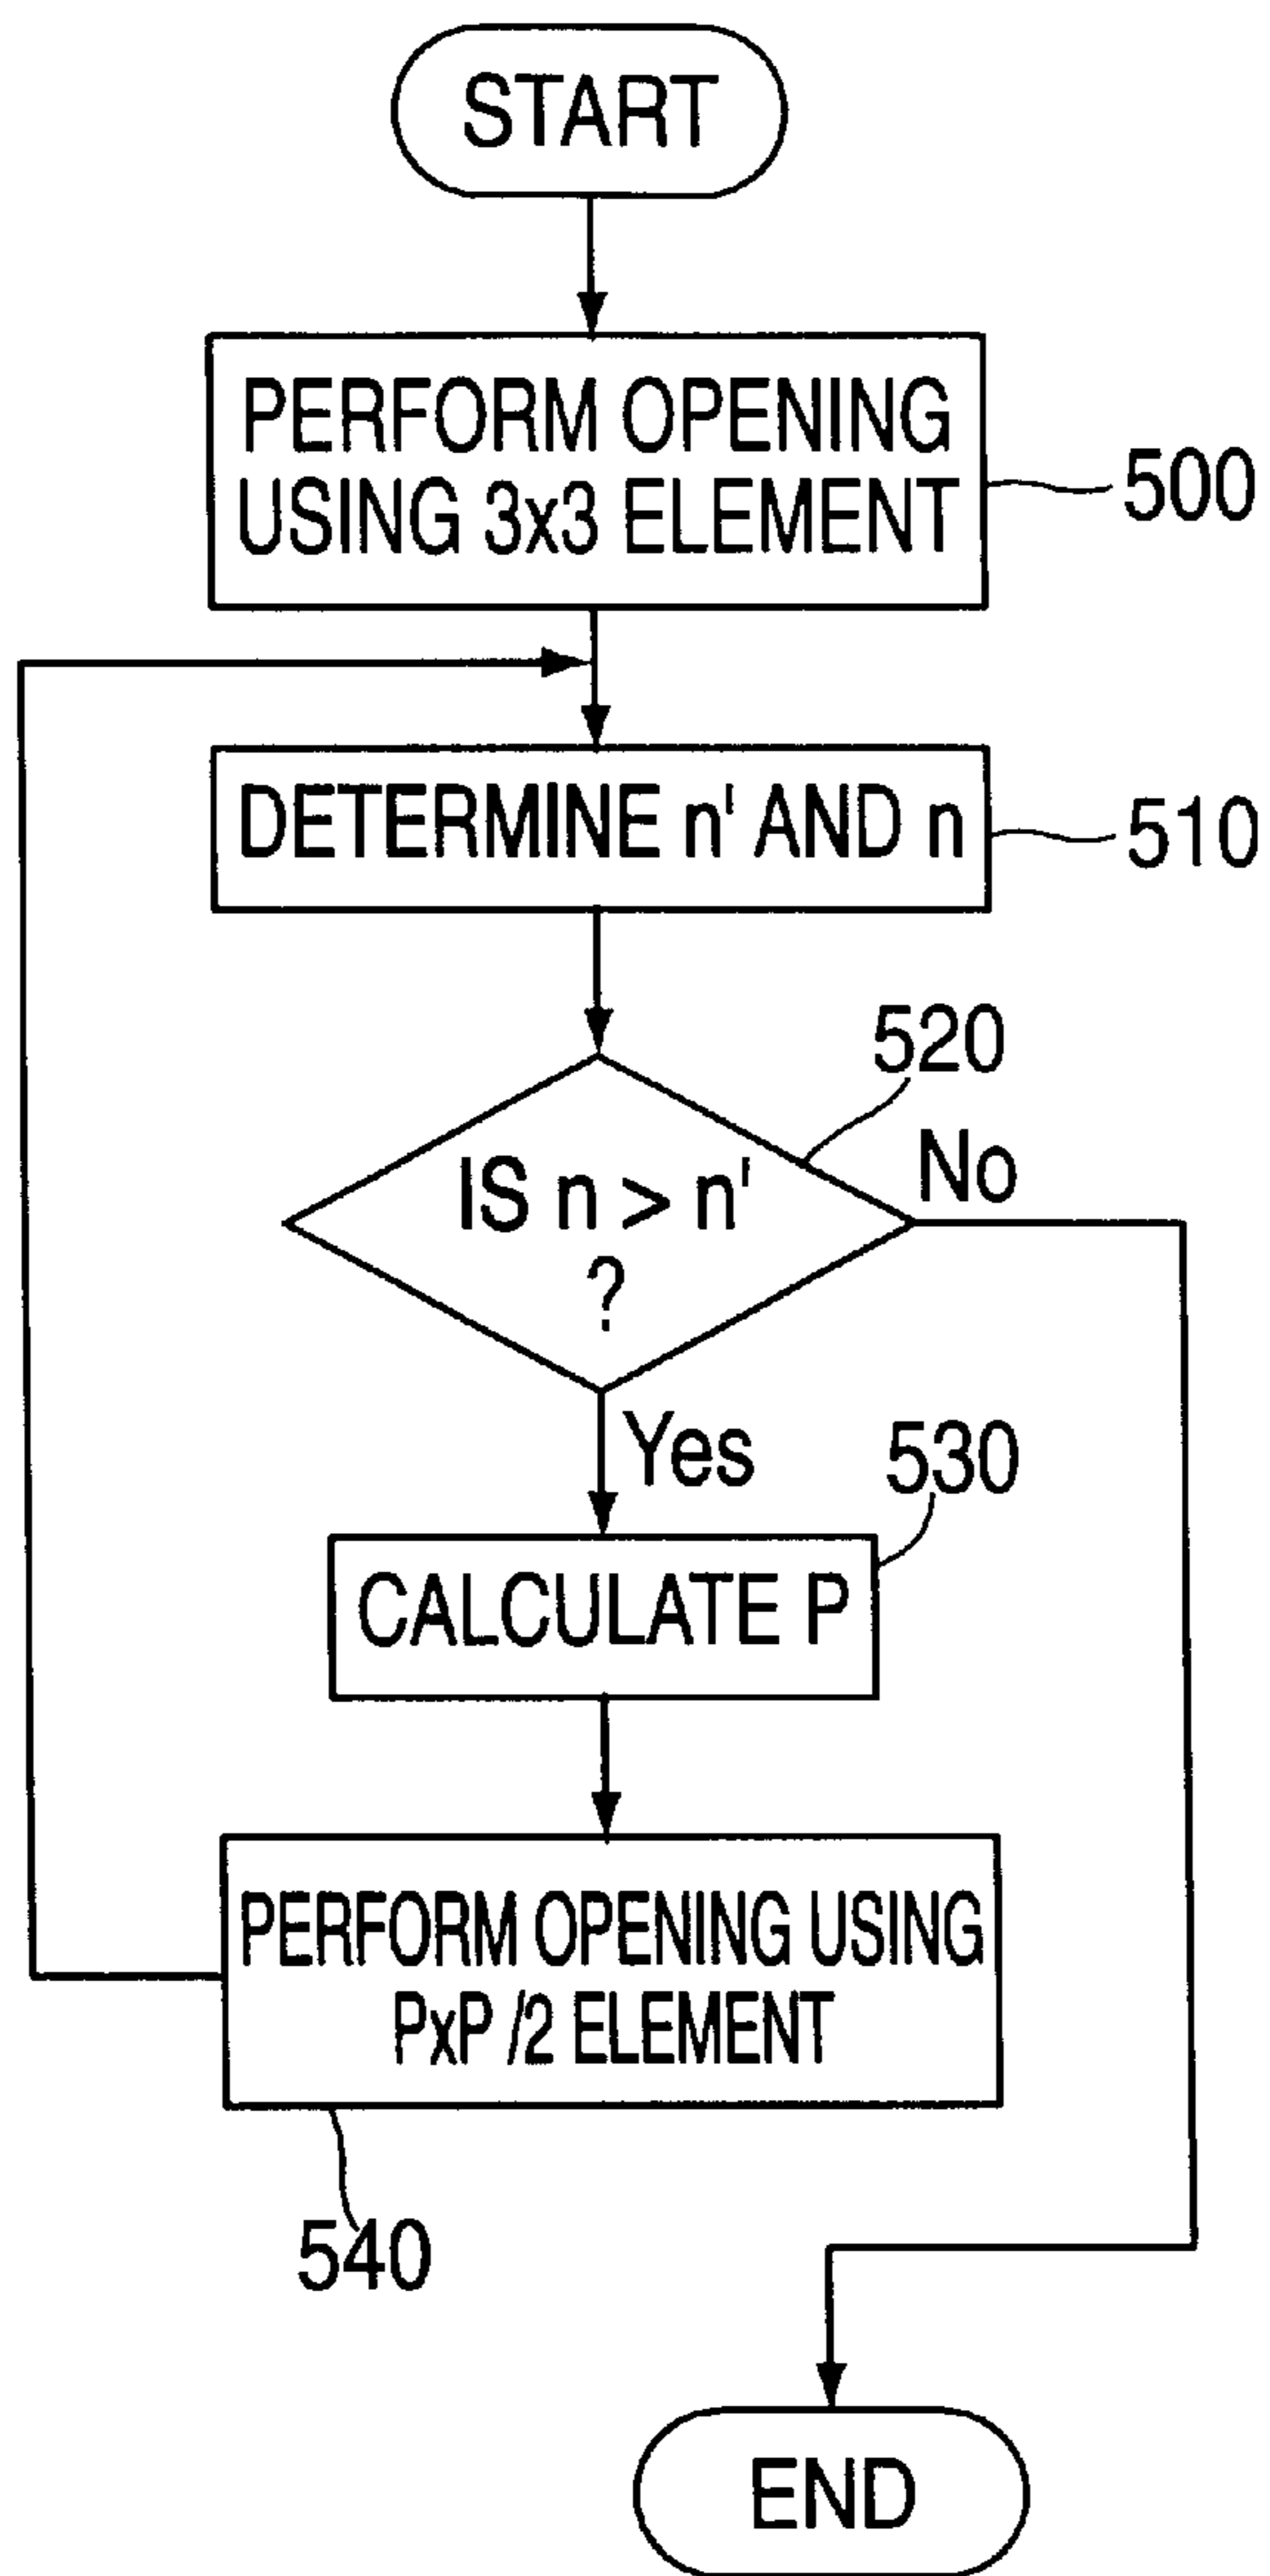 START
PERFORM OPENING
USING 3x3 ELEMENT
500
DETERMINE n' AND n
510
520
IS n > n'
?
No
Yes
530
CALCULATE P
PERFORM OPENING USING
PxP /2 ELEMENT
540
END